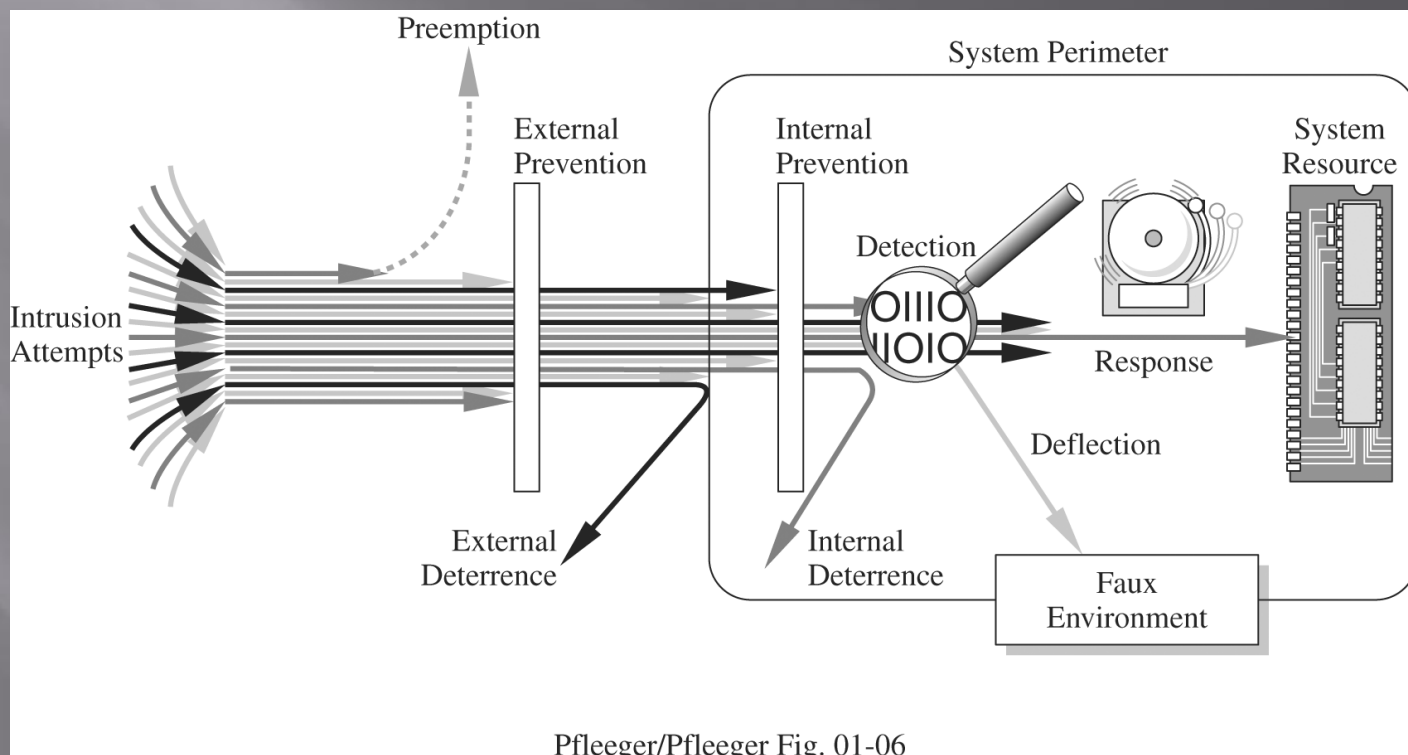 Preemption
System Perimeter
External
Prevention
Internal
Prevention
System
Resource
Detection
OIIIO
IIOIO
Intrusion
Attempts
Response
Deflection
External
Deterrence
Internal
Deterrence
Faux
Environment
Pfleeger/Pfleeger Fig. 01-06